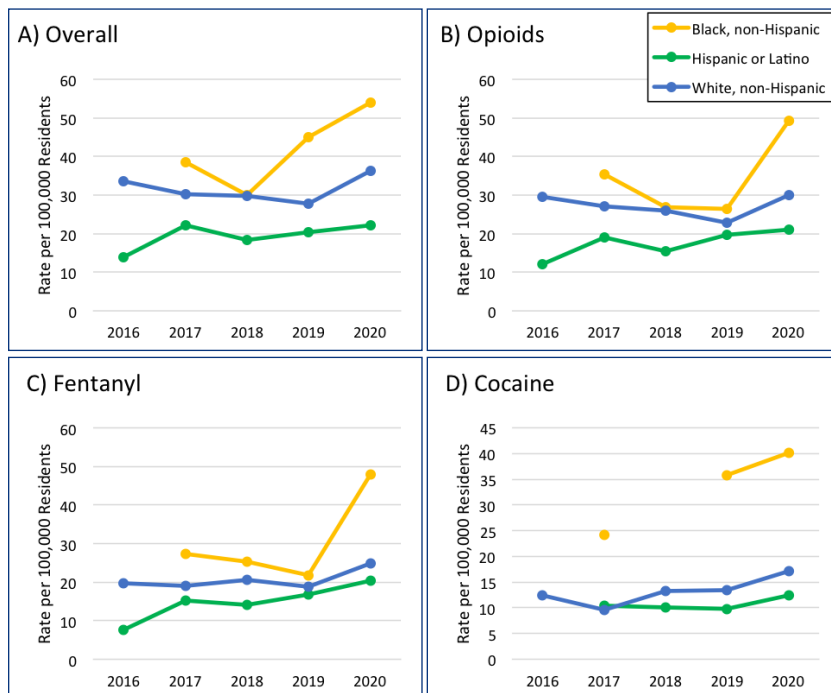 A) Overall
Rate per 100,000 Residents
60
50
40
30
20
10
0
2016 2017 2018 2019 2020
B) Opioids
Black, non-Hispanic
Hispanic or Latino
White, non-Hispanic
Rate per 100,000 Residents
60
50
40
30
20
10
0
2016 2017 2018 2019 2020
C) Fentanyl
Rate per 100,000 Residents
60
50
40
30
20
10
0
2016 2017 2018 2019 2020
D) Cocaine
Rate per 100,000 Residents
45
40
35
30
25
20
15
10
5
0
2016 2017 2018 2019 2020